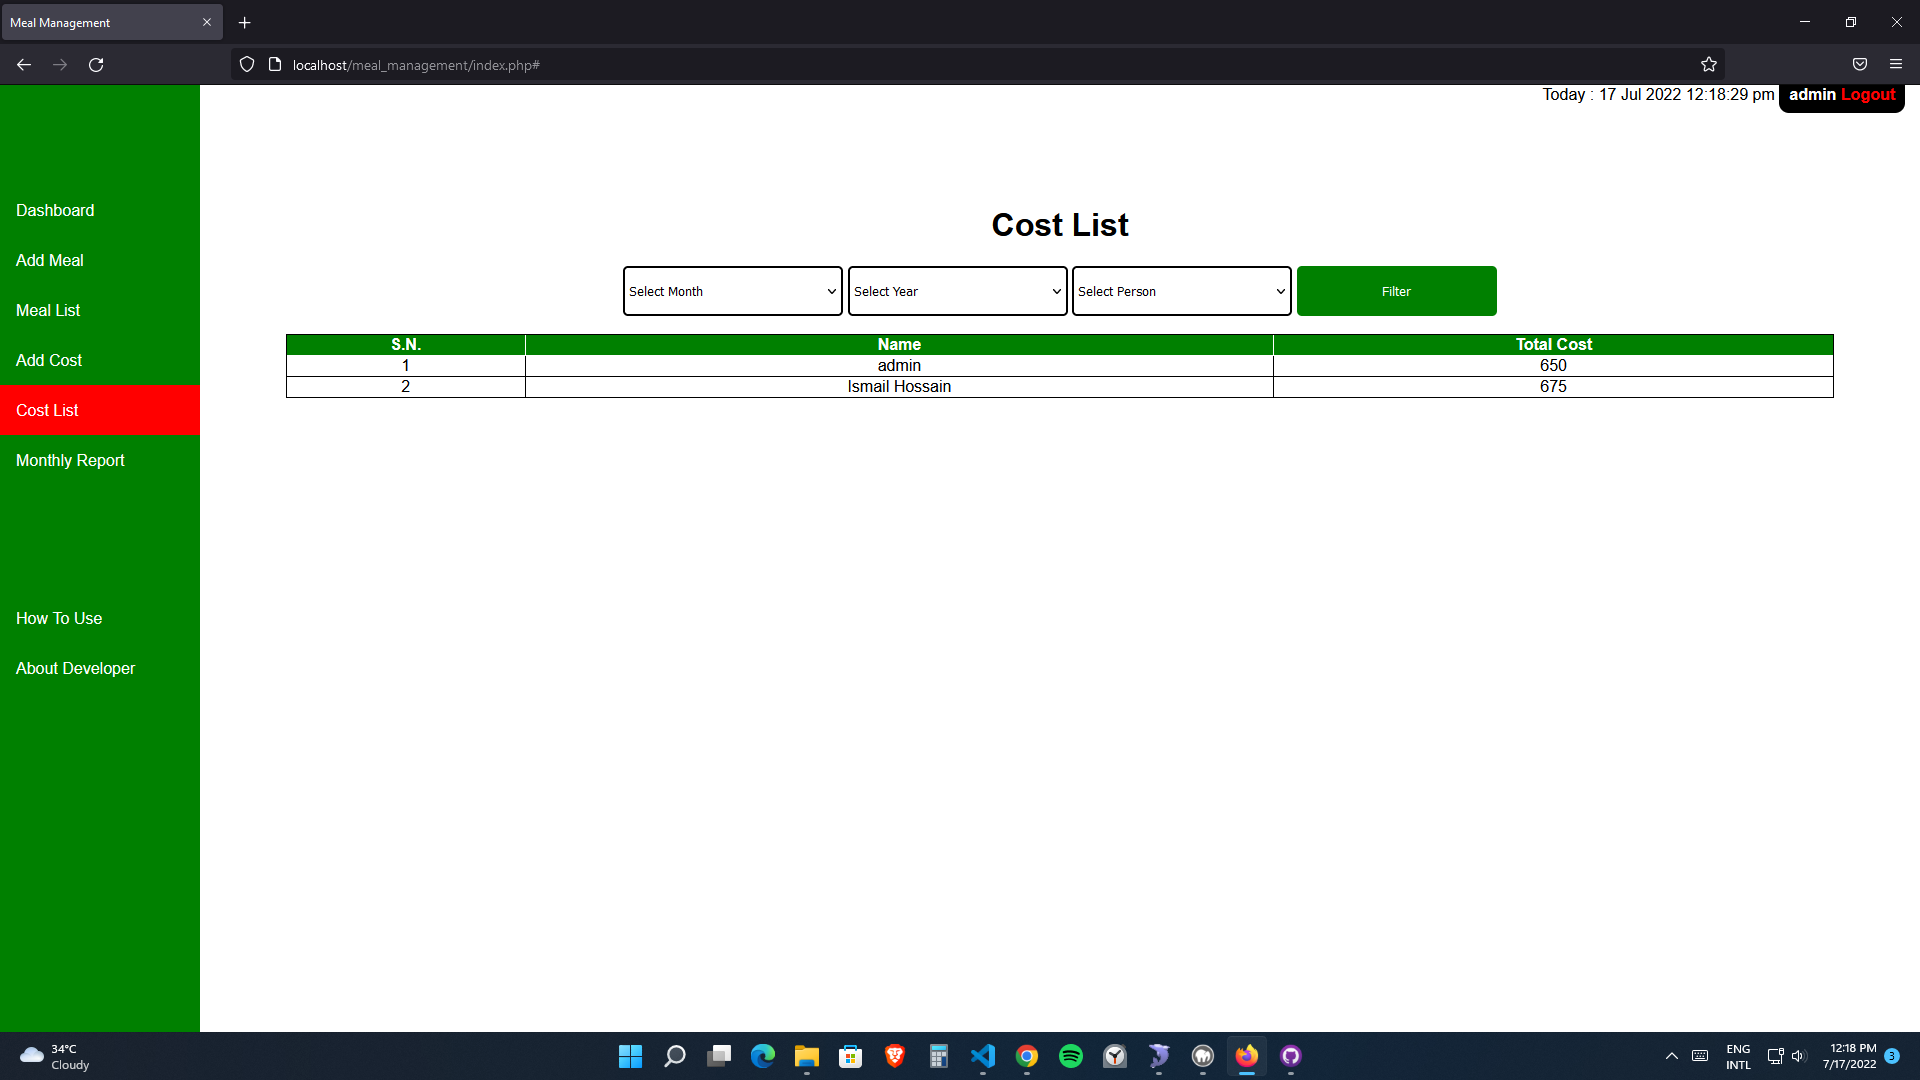 Meal Management
localhost/meal_management/index.php#
Today : 17 Jul 2022 12:18:29 pm admin Logout
Dashboard
Add Meal
Meal List
Add Cost
Cost List
Monthly Report
How To Use
About Developer
Cost List
Select Month Select Year Select Person Filter
S.N. Name Total Cost
1 admin 650
2 Ismail Hossain 675
34°C
Cloudy
ENG
INTL
12:18 PM
7/17/2022
3